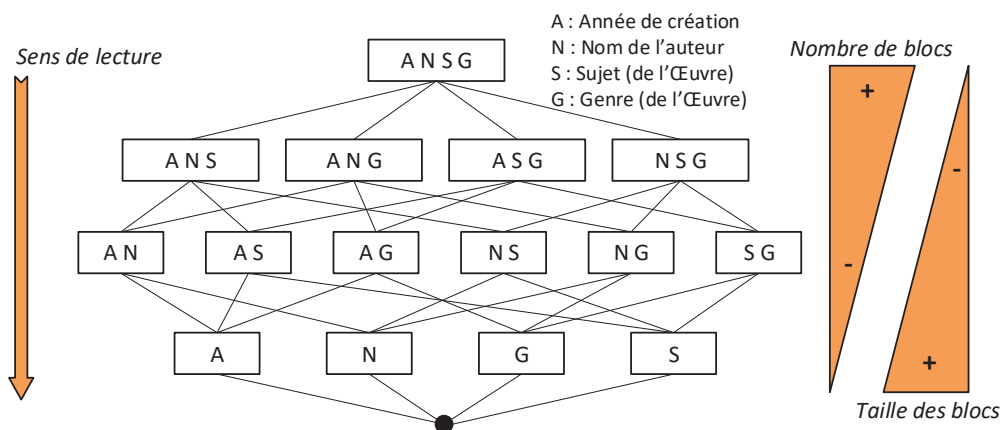 Sens de lecture
A : Année de création
N : Nom de l’auteur
S : Sujet (de l’Œuvre)
G : Genre (de l’Œuvre)
Nombre de blocs
A N S G
+
-
A N S
A N G
A S G
N S G
A N
A S
A G
N S
N G
S G
-
+
A
N
G
S
Taille des blocs